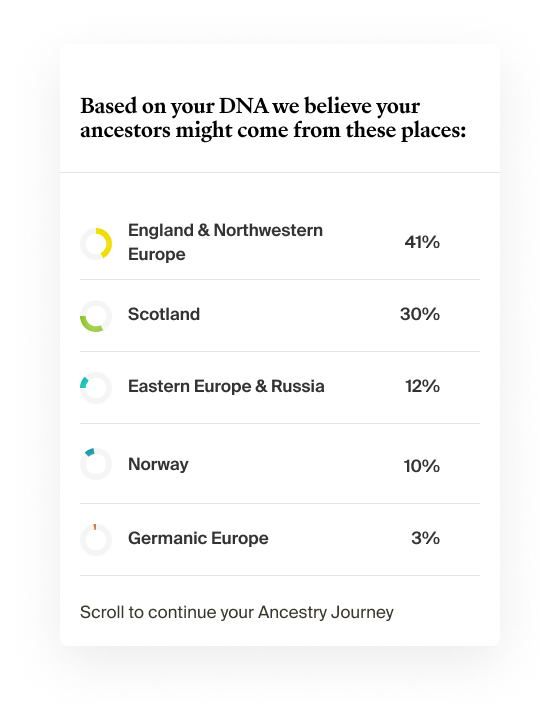 Based on your DNA we believe your
ancestors might come from these places:
England & Northwestern
Europe
41%
Scotland
30%
Eastern Europe & Russia
12%
Norway
10%
Germanic Europe
3%
Scroll to continue your Ancestry Journey